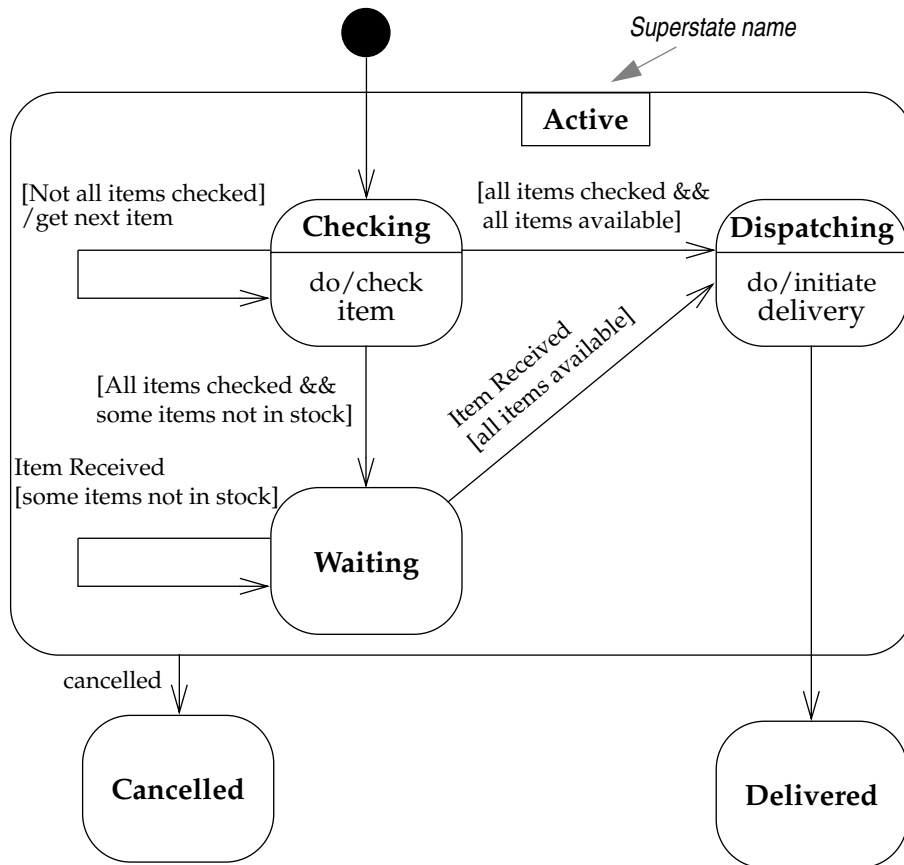 Superstate name
Active
[Not all items checked]
/get next item
[all items checked &&
all items available]
Checking
Dispatching
do/check
item
do/initiate
delivery
Item Received
[all items available]
[All items checked &&
some items not in stock]
Item Received
[some items not in stock]
Waiting
cancelled
Cancelled
Delivered